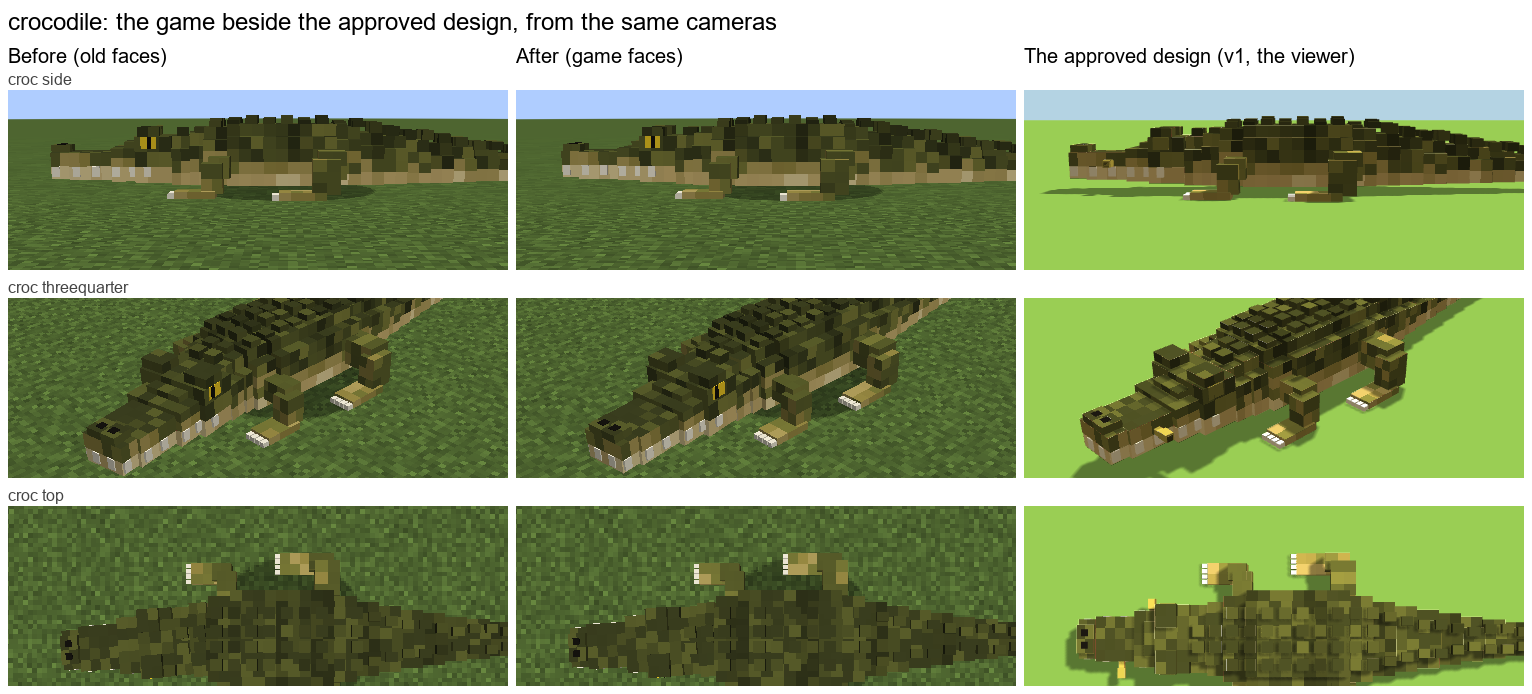 crocodile: the game beside the approved design, from the same cameras
Before (old faces)
After (game faces)
The approved design (v1, the viewer)
croc side
croc threequarter
croc top